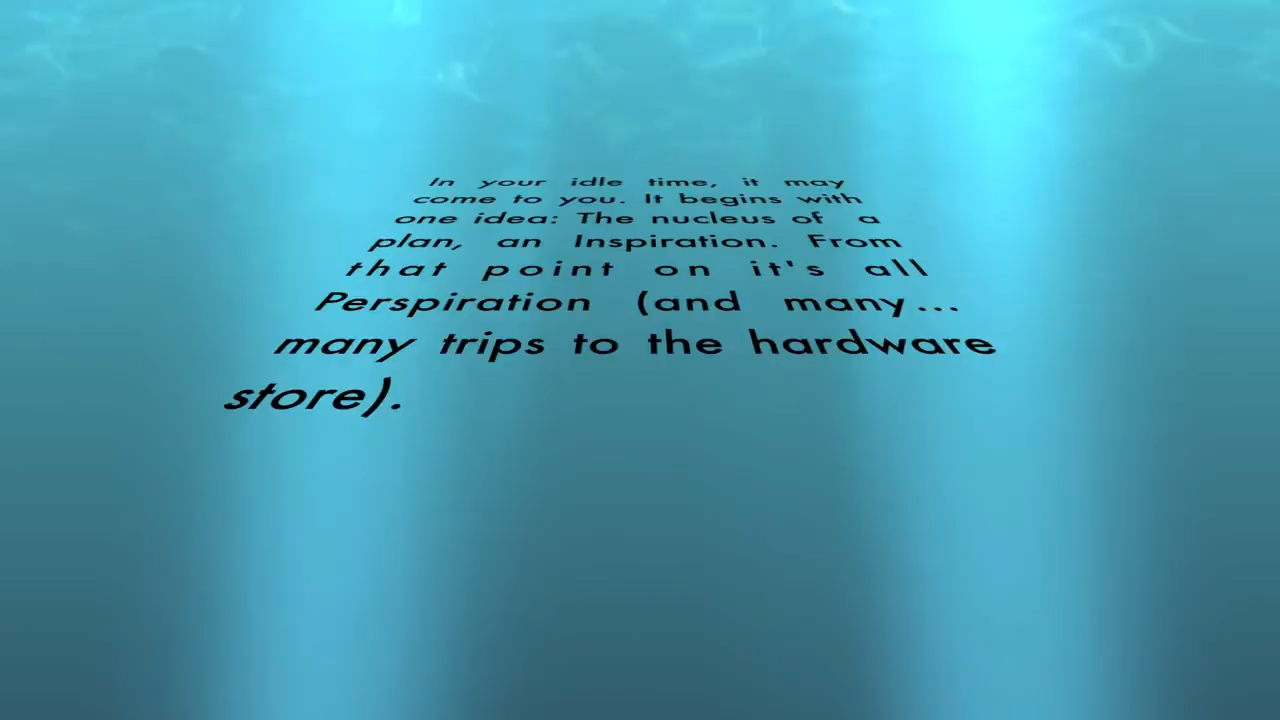 In your idle time, it may
come to you. It begins with
one idea: The nucleus of a
plan, an Inspiration. From
that point on it's all
Perspiration (and many...
many trips to the hardware
store).